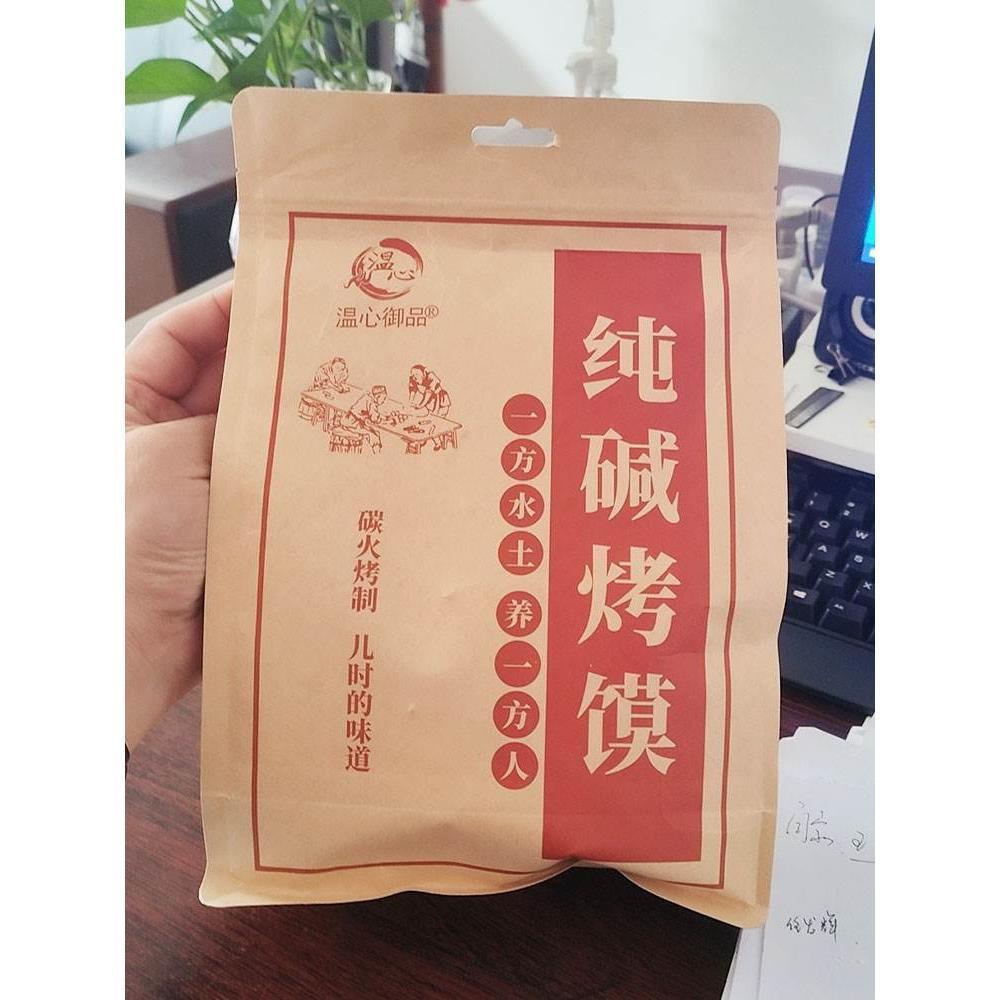 温心
温心御品®
纯碱烤馍
一方水土 养一方人
碳火烤制 儿时的味道